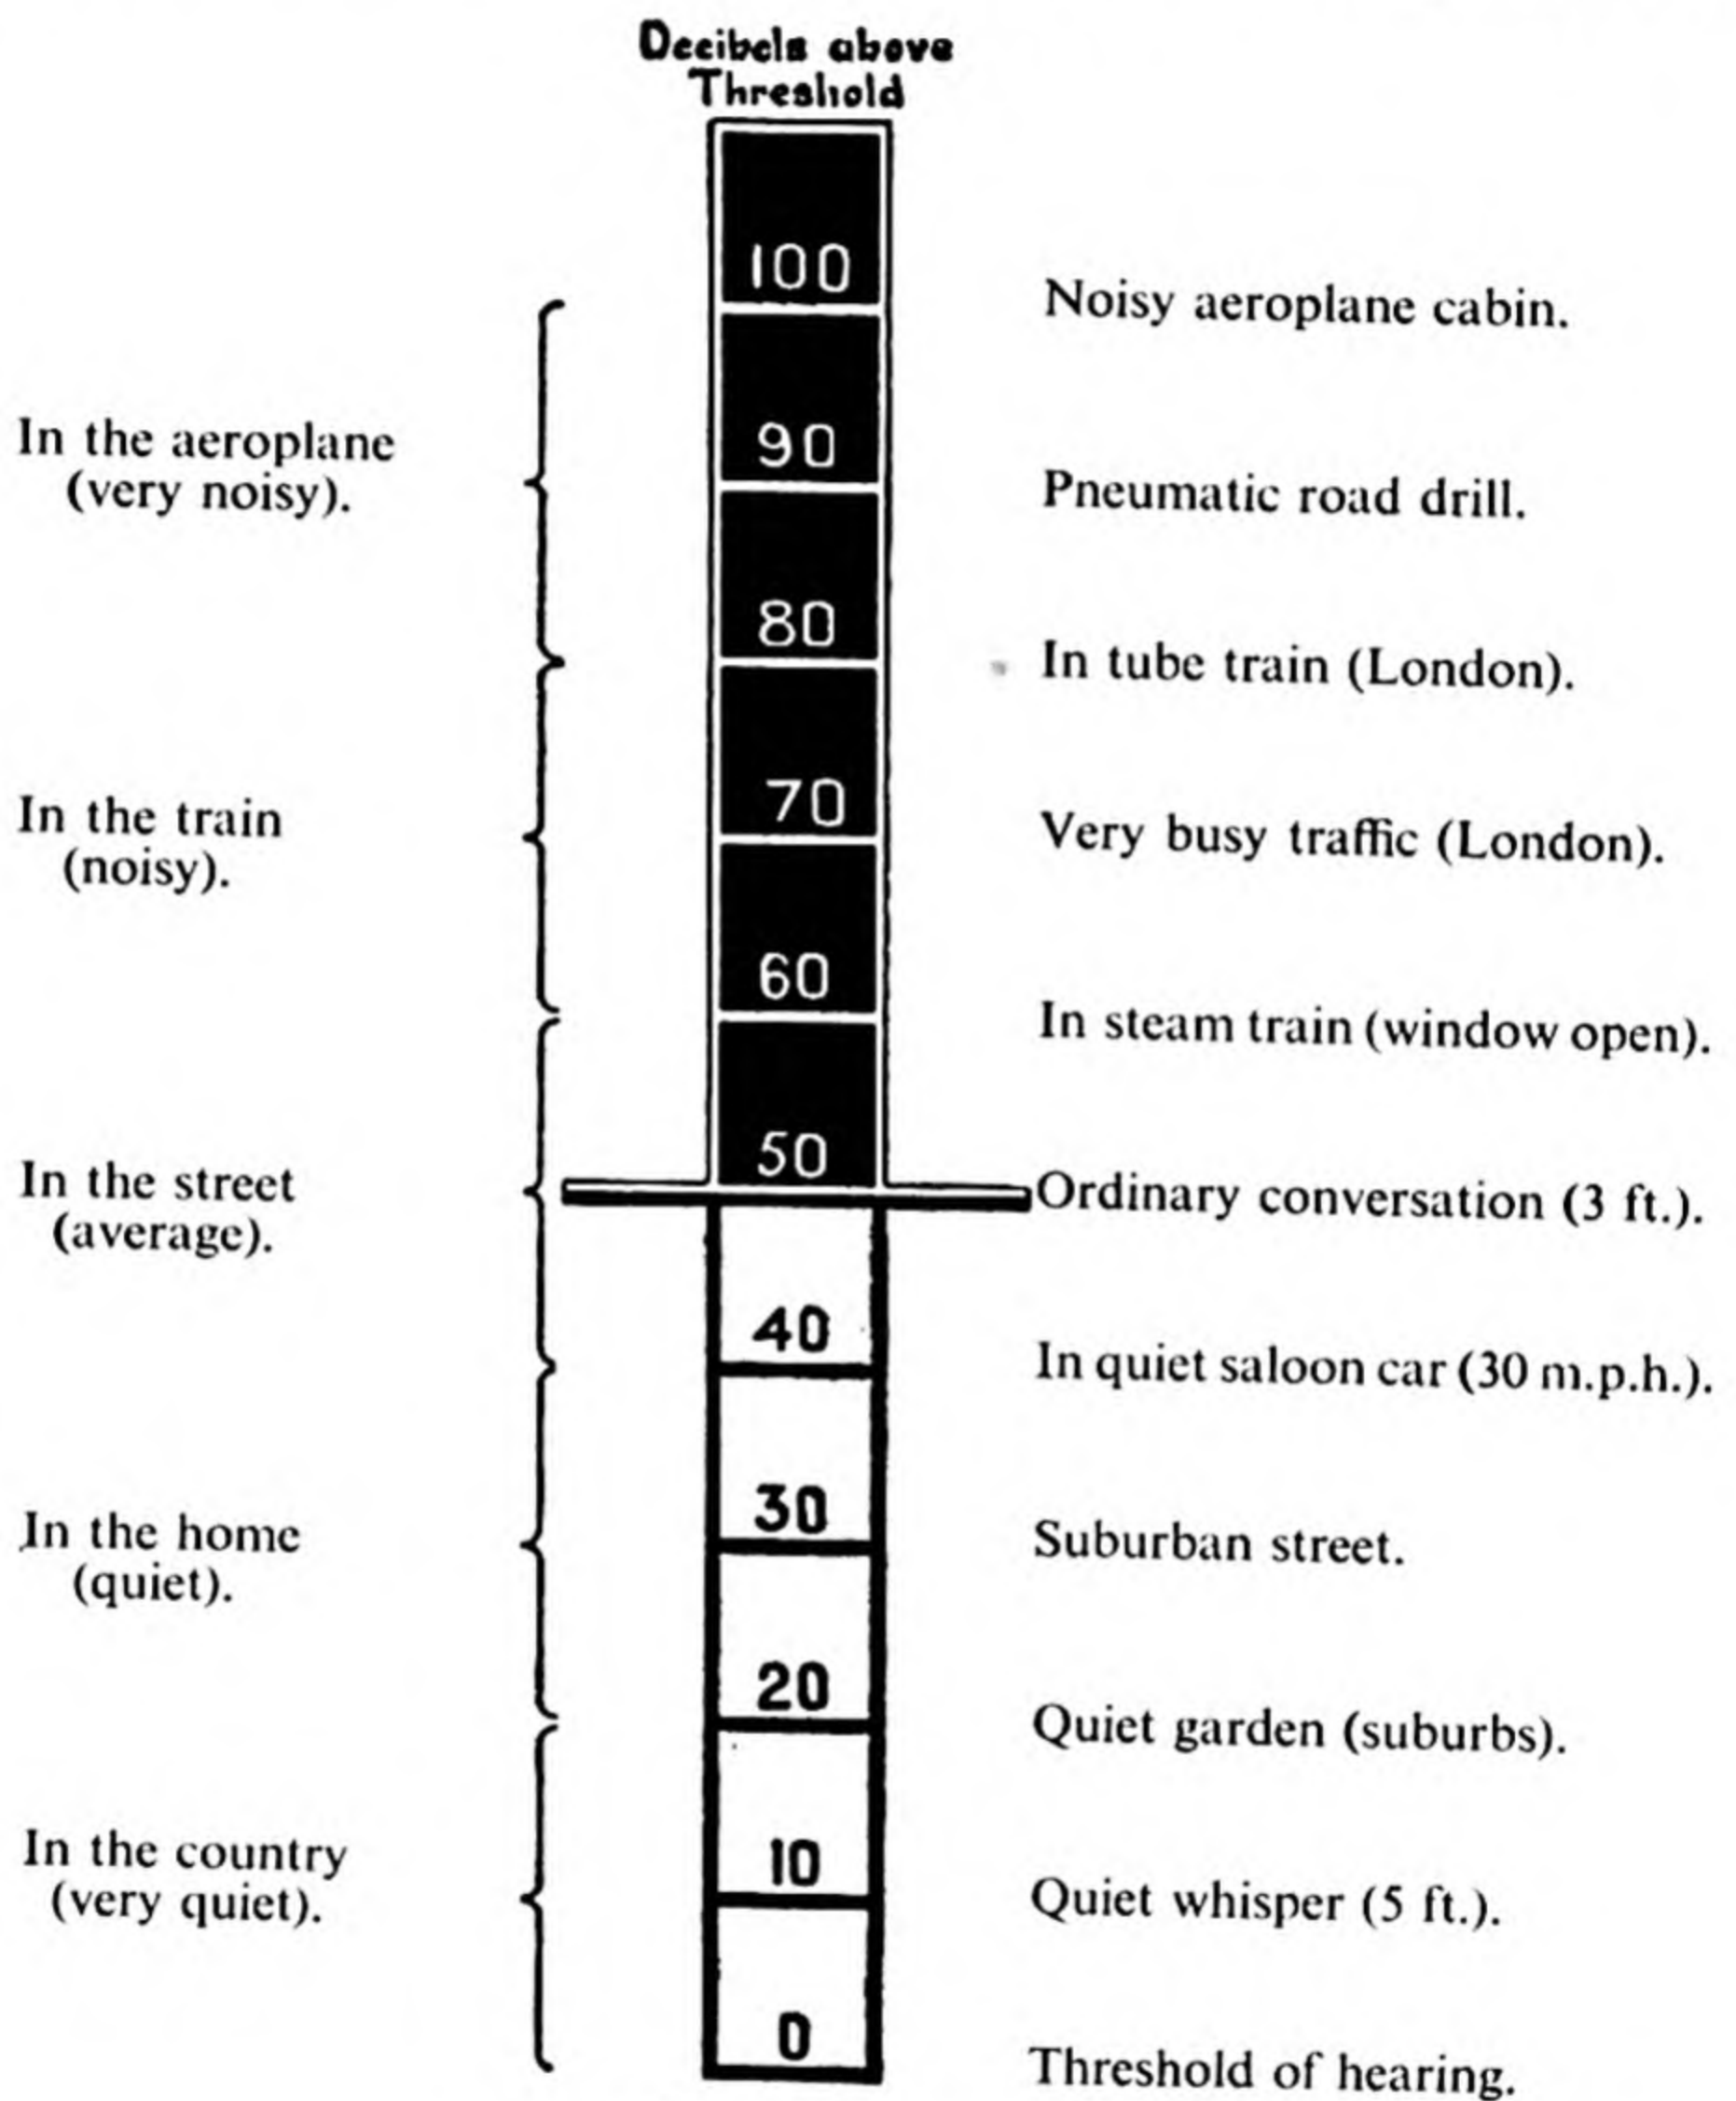 Decibels above
Threshold
100
Noisy aeroplane cabin.
In the aeroplane
(very noisy).
90
Pneumatic road drill.
80
In tube train (London).
In the train
(noisy).
70
Very busy traffic (London).
60
In steam train (window open).
In the street
(average).
50
Ordinary conversation (3 ft.).
40
In quiet saloon car (30 m.p.h.).
In the home
(quiet).
30
Suburban street.
20
Quiet garden (suburbs).
In the country
(very quiet).
10
Quiet whisper (5 ft.).
0
Threshold of hearing.